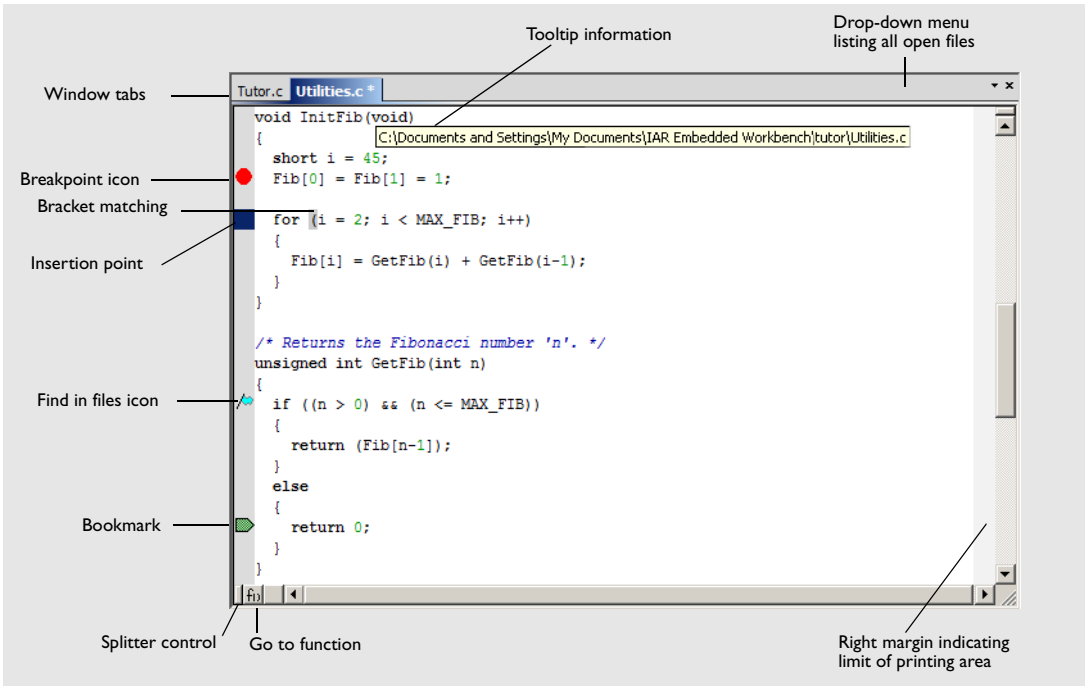 Tooltip information
Drop-down menu
listing all open files
Window tabs
Tutor.c Utilities.c *
void InitFib(void)
{
C:\Documents and Settings\My Documents\IAR Embedded Workbench\tutor\Utilities.c
short i = 45;
Breakpoint icon
Fib[0] = Fib[1] = 1;
Bracket matching
for (i = 2; i < MAX_FIB; i++)
{
Insertion point
Fib[i] = GetFib(i) + GetFib(i-1);
}
}
/* Returns the Fibonacci number 'n'. */
unsigned int GetFib(int n)
{
Find in files icon
if ((n > 0) && (n <= MAX_FIB))
{
return (Fib[n-1]);
}
else
{
Bookmark
return 0;
}
}
f()
Splitter control
Go to function
Right margin indicating
limit of printing area